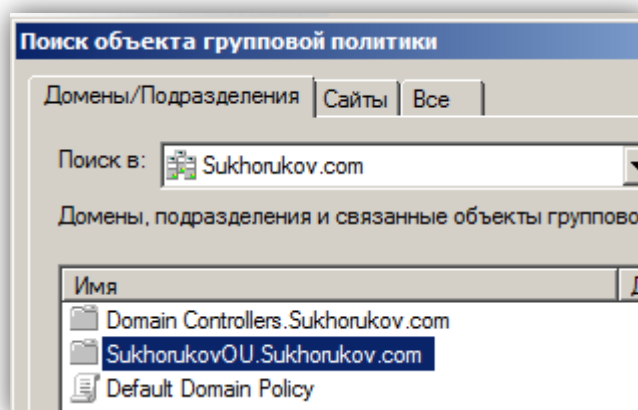 Поиск объекта групповой политики
Домены/Подразделения Сайты Все
Поиск в: Sukhorukov.com
Домены, подразделения и связанные объекты
Имя
Domain Controllers.Sukhorukov.com
SukhorukovOU.Sukhorukov.com
Default Domain Policy